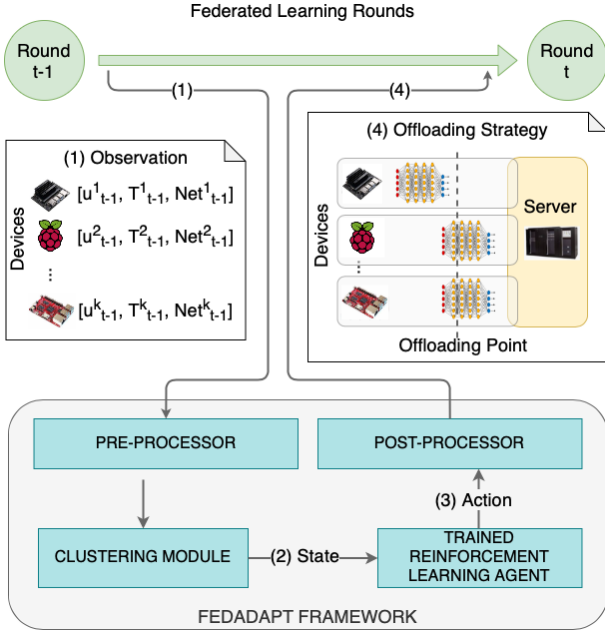 Federated Learning Rounds
Round
t-1
Round
t
(1)
(4)
(1) Observation
Devices
[u¹ₜ₋₁, T¹ₜ₋₁, Net¹ₜ₋₁]
[u²ₜ₋₁, T²ₜ₋₁, Net²ₜ₋₁]
...
[uᵏₜ₋₁, Tᵏₜ₋₁, Netᵏₜ₋₁]
(4) Offloading Strategy
Devices
Server
...
Offloading Point
PRE-PROCESSOR
POST-PROCESSOR
(3) Action
CLUSTERING MODULE
(2) State
TRAINED
REINFORCEMENT
LEARNING AGENT
FEDADAPT FRAMEWORK